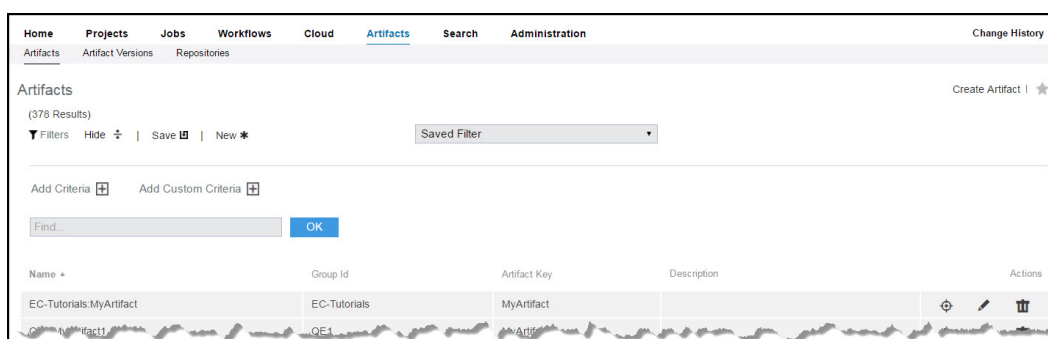 Home Projects Jobs Workflows Cloud Artifacts Search Administration Change History
Artifacts Artifact Versions Repositories
Artifacts Create Artifact |
(378 Results)
Filters Hide | Save | New Saved Filter
Add Criteria Add Custom Criteria
Find... OK
Name Group Id Artifact Key Description Actions
EC-Tutorials:MyArtifact EC-Tutorials MyArtifact
QE1